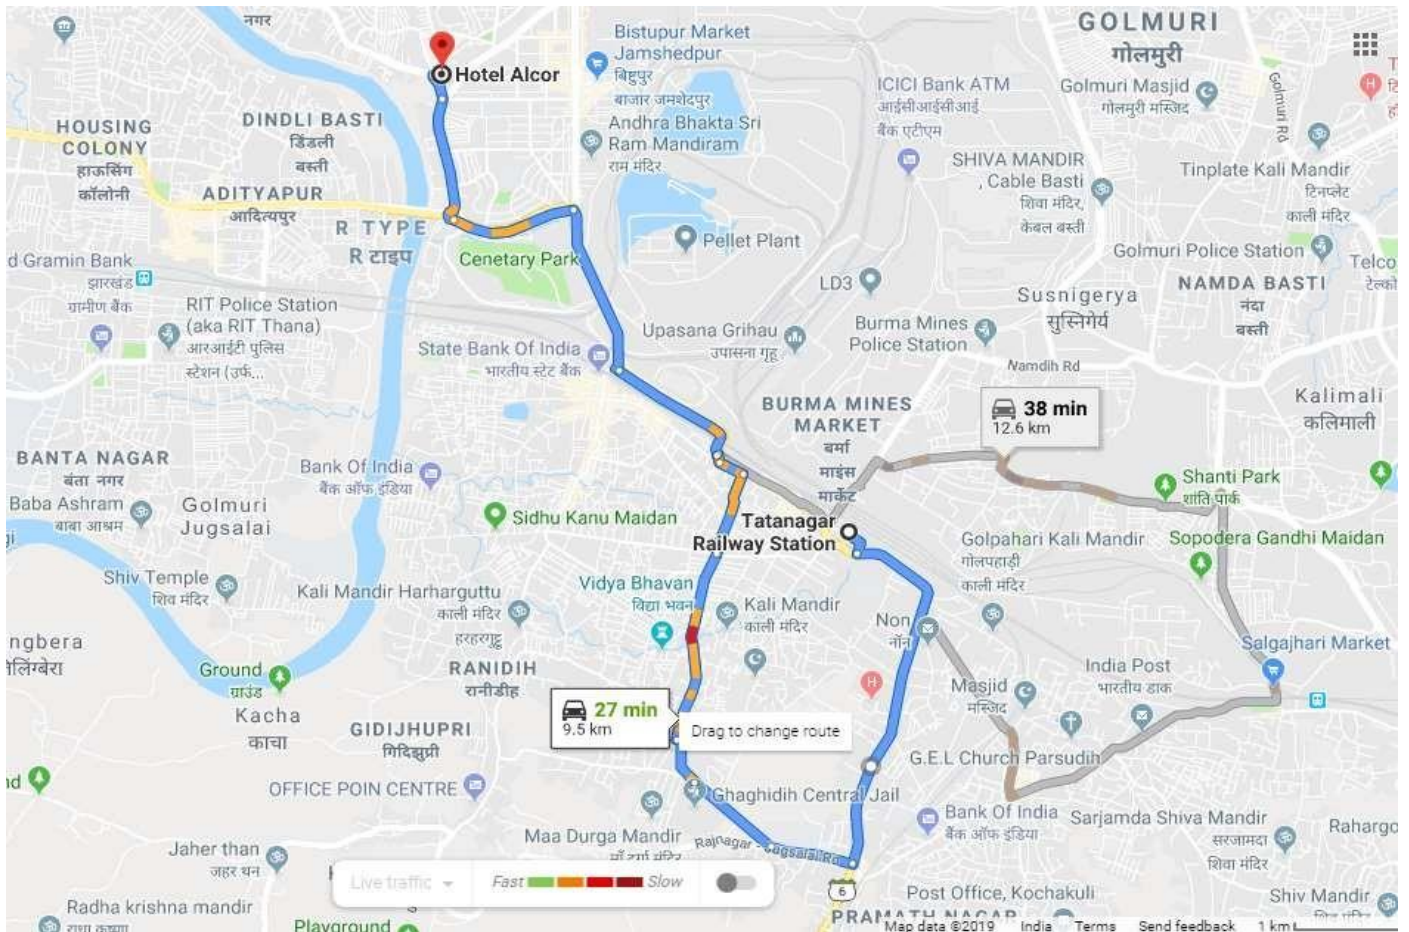 नगर
Hotel Alcor
Bistupur Market
Jamshedpur
बिष्टुपुर
बाजार जमशेदपुर
Andhra Bhakta Sri
Ram Mandiram
राम मंदिर
ICICI Bank ATM
आईसीआईसीआई
बैंक एटीएम
GOLMURI
गोलमुरी
Golmuri Masjid
गोलमुरी मस्जिद
Golmuri Rd
HOUSING
COLONY
हाऊसिंग
कॉलोनी
DINDLI BASTI
डिंडली
बस्ती
ADITYAPUR
आदित्यपुर
R TYPE
R टाइप
Cenetary Park
Pellet Plant
SHIVA MANDIR
, Cable Basti
शिवा मंदिर,
केबल बस्ती
Tinplate Kali Mandir
टिनप्लेट
काली मंदिर
Golmuri Police Station
Telco
NAMDA BASTI
नंदा
बस्ती
d Gramin Bank
झारखंड
ग्रामीण बैंक
RIT Police Station
(aka RIT Thana)
आरआईटी पुलिस
स्टेशन (उर्फ...
LD3
Susnigerya
सुस्निगेर्य
Upasana Grihau
उपासना गृहू
Burma Mines
Police Station
State Bank Of India
भारतीय स्टेट बैंक
Namdih Rd
BURMA MINES
MARKET
बर्मा
माइंस
मार्केट
38 min
12.6 km
Kalimali
कलिमाली
BANTA NAGAR
बंता नगर
Baba Ashram
बाबा आश्रम
Golmuri
Jugsalai
Bank Of India
बैंक ऑफ इंडिया
Shanti Park
शांति पार्क
Sidhu Kanu Maidan
Tatanagar
Railway Station
Golpahari Kali Mandir
गोलपहाड़ी
काली मंदिर
Sopodera Gandhi Maidan
Shiv Temple
शिव मंदिर
Kali Mandir Harharguttu
काली मंदिर
हरहरगुट्टू
Vidya Bhavan
विद्या भवन
Kali Mandir
काली मंदिर
Non
नॉन
Salgajhari Market
ngbera
Ground
ग्राउंड
Kacha
काचा
RANIDIH
रानीडीह
India Post
भारतीय डाक
Masjid
मस्जिद
27 min
9.5 km
Drag to change route
GIDIJHUPRI
गिदिझुप्री
G.E.L Church Parsudih
OFFICE POIN CENTRE
Ghaghidih Central Jail
Bank Of India
बैंक ऑफ इंडिया
Sarjamda Shiva Mandir
सरजामदा
शिवा मंदिर
Rahargo
Maa Durga Mandir
माँ दुर्गा मंदिर
Rajnagar - Jugsalai Rd
Jaher than
जहर थन
Live traffic
Fast
Slow
6
Post Office, Kochakuli
Shiv Mandir
शिव मंदिर
Radha krishna mandir
राधा कृष्णा
Playground
PRAMATH NAGAR
Map data ©2019 India Terms Send feedback 1 km